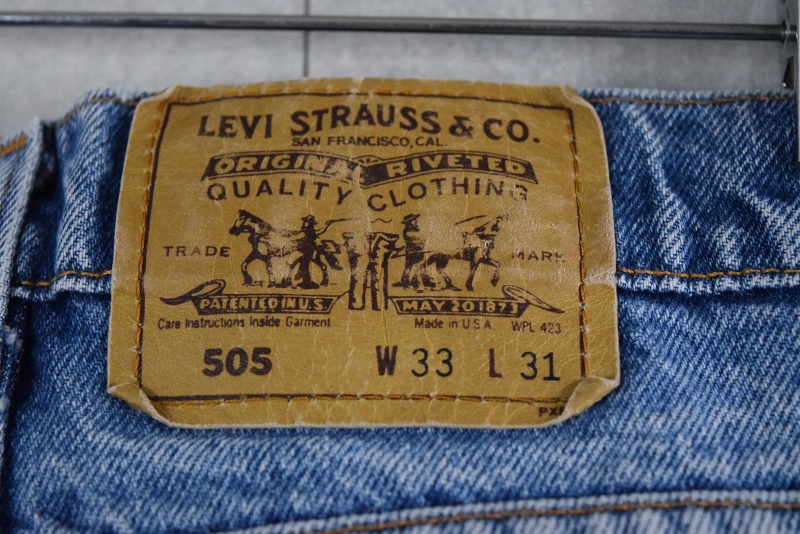 LEVI STRAUSS & CO.
SAN FRANCISCO, CAL.
ORIGINAL RIVETED
QUALITY CLOTHING
TRADE MARK
PATENTED IN U.S. MAY 20 1873
Care Instructions Inside Garment Made in U S A WPL 423
505 W 33 L 31